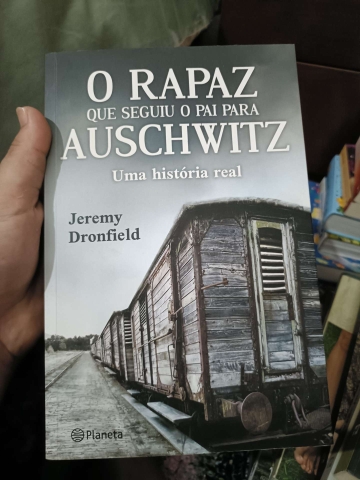 O RAPAZ
QUE SEGUIU O PAI PARA
AUSCHWITZ
Uma história real
Jeremy
Dronfield
Planeta